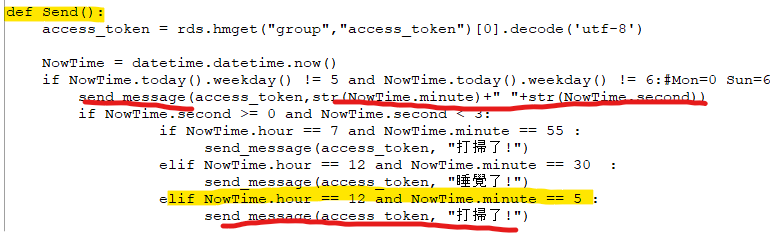 def Send():
access_token = rds.hmget("group","access_token")[0].decode('utf-8')
NowTime = datetime.datetime.now()
if NowTime.today().weekday() != 5 and NowTime.today().weekday() != 6:#Mon=0 Sun=6
send_message(access_token,str(NowTime.minute)+" "+str(NowTime.second))
if NowTime.second >= 0 and NowTime.second < 3:
if NowTime.hour == 7 and NowTime.minute == 55 :
send_message(access_token, "打掃了!")
elif NowTime.hour == 12 and NowTime.minute == 30  :
send_message(access_token, "睡覺了!")
elif NowTime.hour == 12 and NowTime.minute == 5 :
send_message(access_token, "打掃了!")